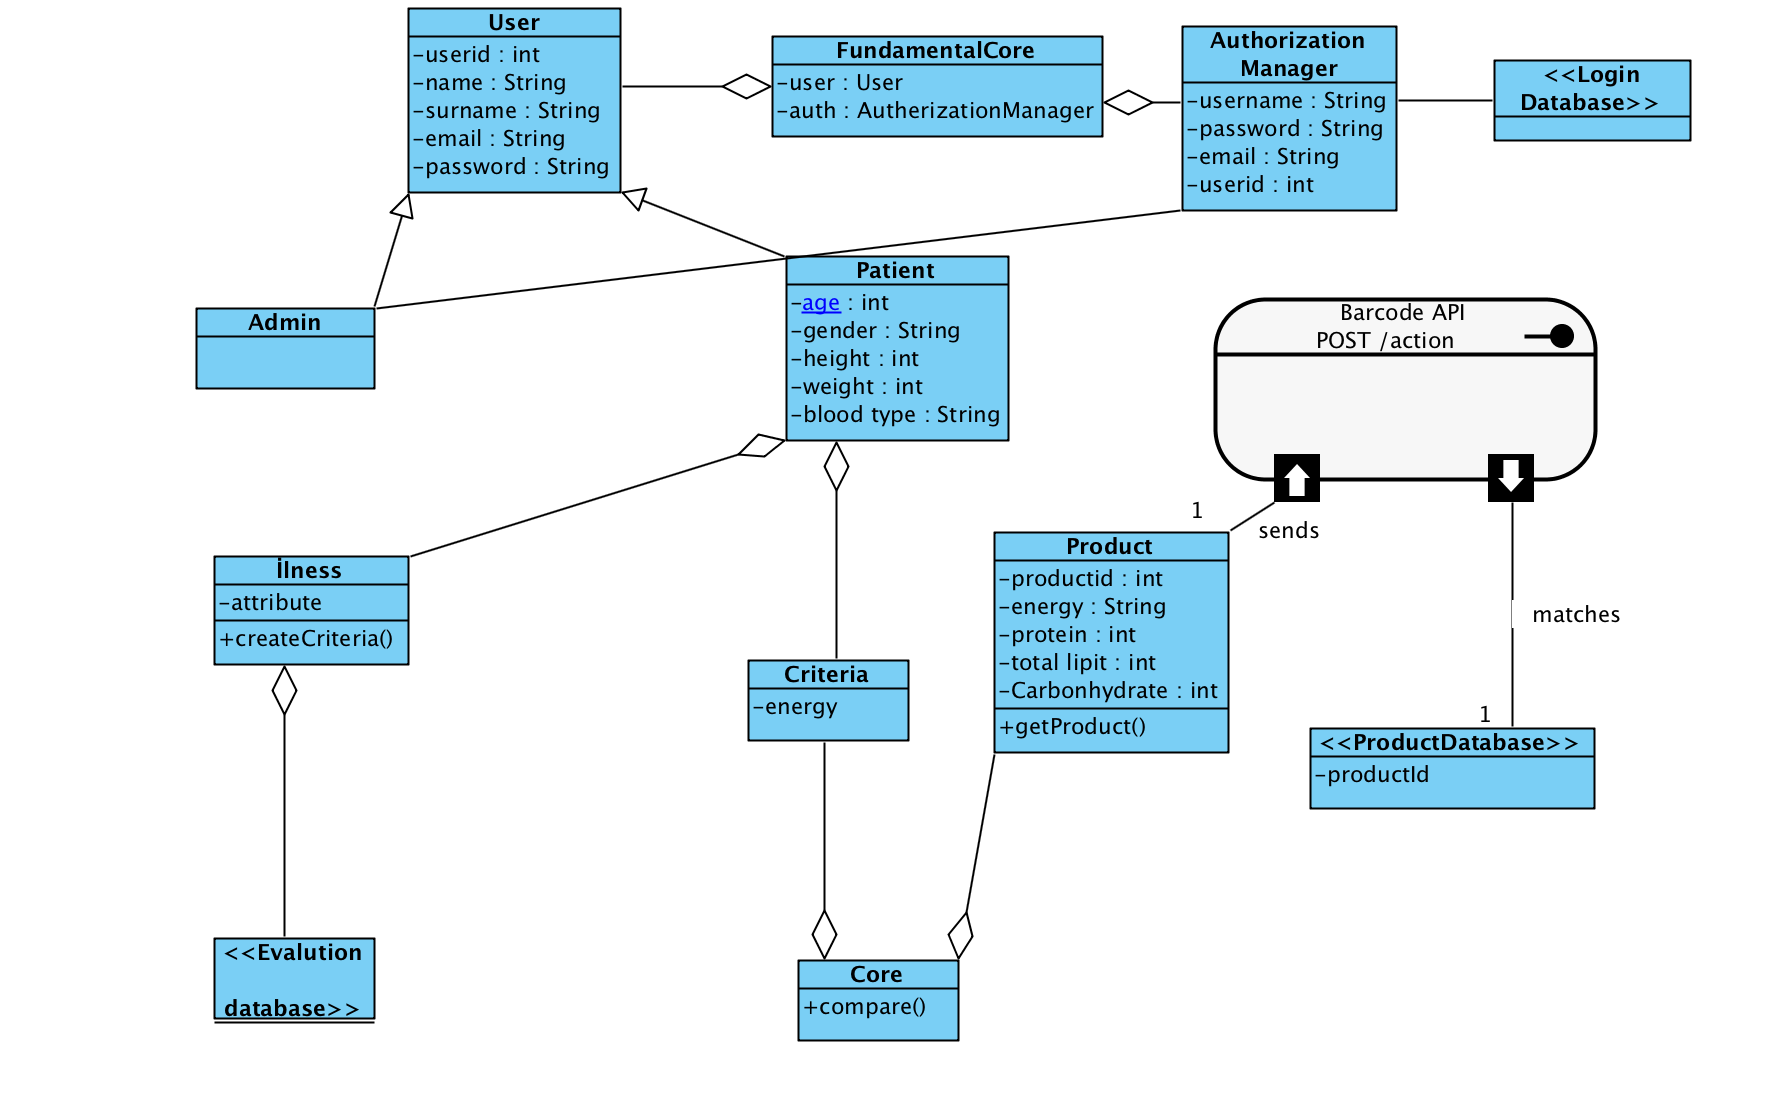 User
-userid : int
-name : String
-surname : String
-email : String
-password : String
FundamentalCore
-user : User
-auth : AutherizationManager
Authorization
Manager
-username : String
-password : String
-email : String
-userid : int
<<Login
Database>>
Admin
Patient
-age : int
-gender : String
-height : int
-weight : int
-blood type : String
Barcode API
POST /action
1
sends
matches
1
İlness
-attribute
+createCriteria()
Criteria
-energy
Product
-productid : int
-energy : String
-protein : int
-total lipit : int
-Carbonhydrate : int
+getProduct()
<<ProductDatabase>>
-productId
<<Evalution
database>>
Core
+compare()